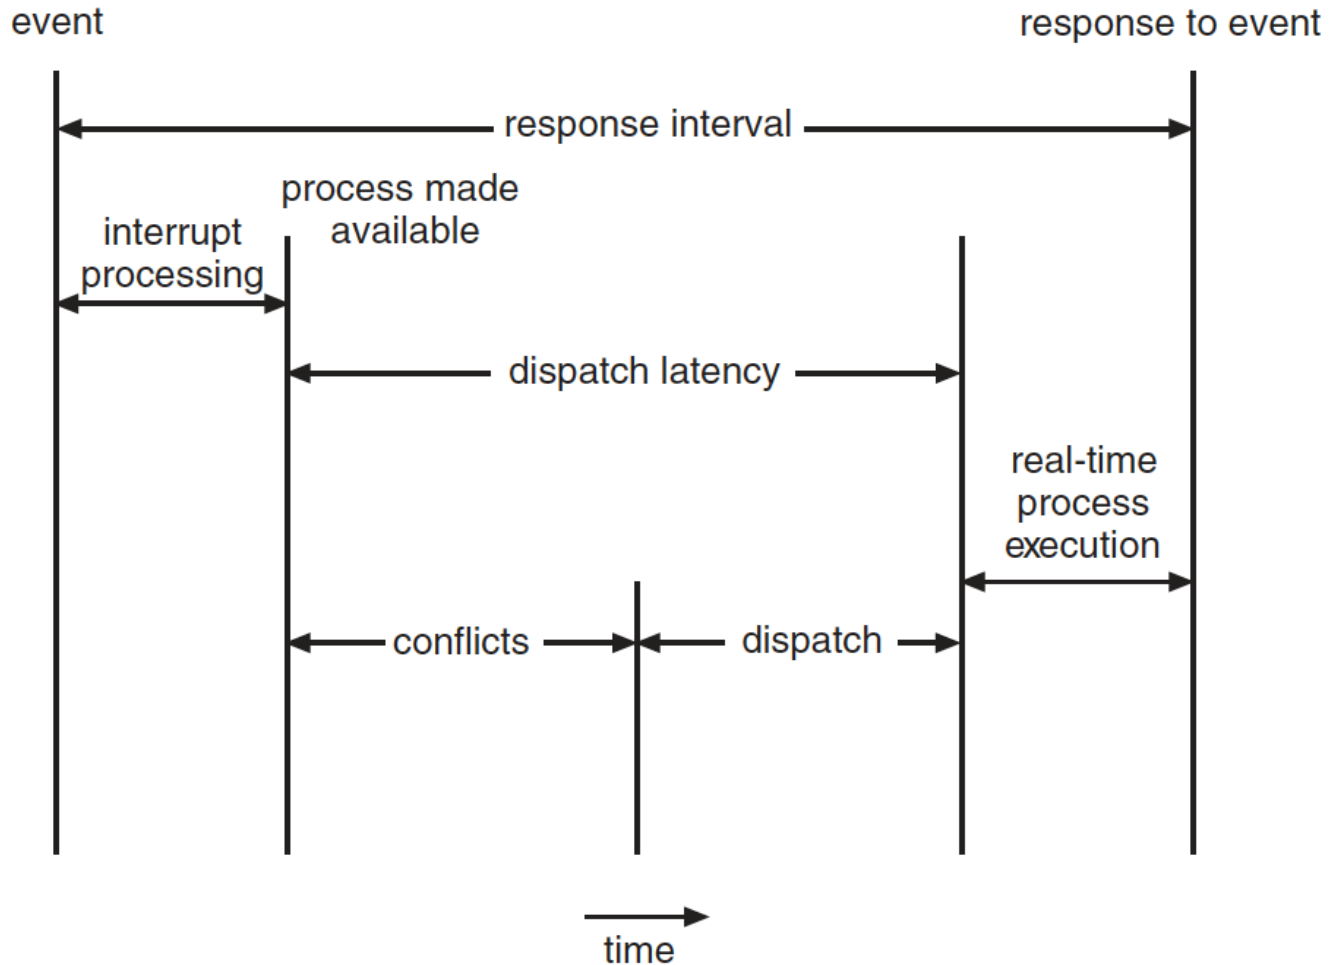 event
response to event
response interval
process made
available
interrupt
processing
dispatch latency
real-time
process
execution
conflicts
dispatch
time